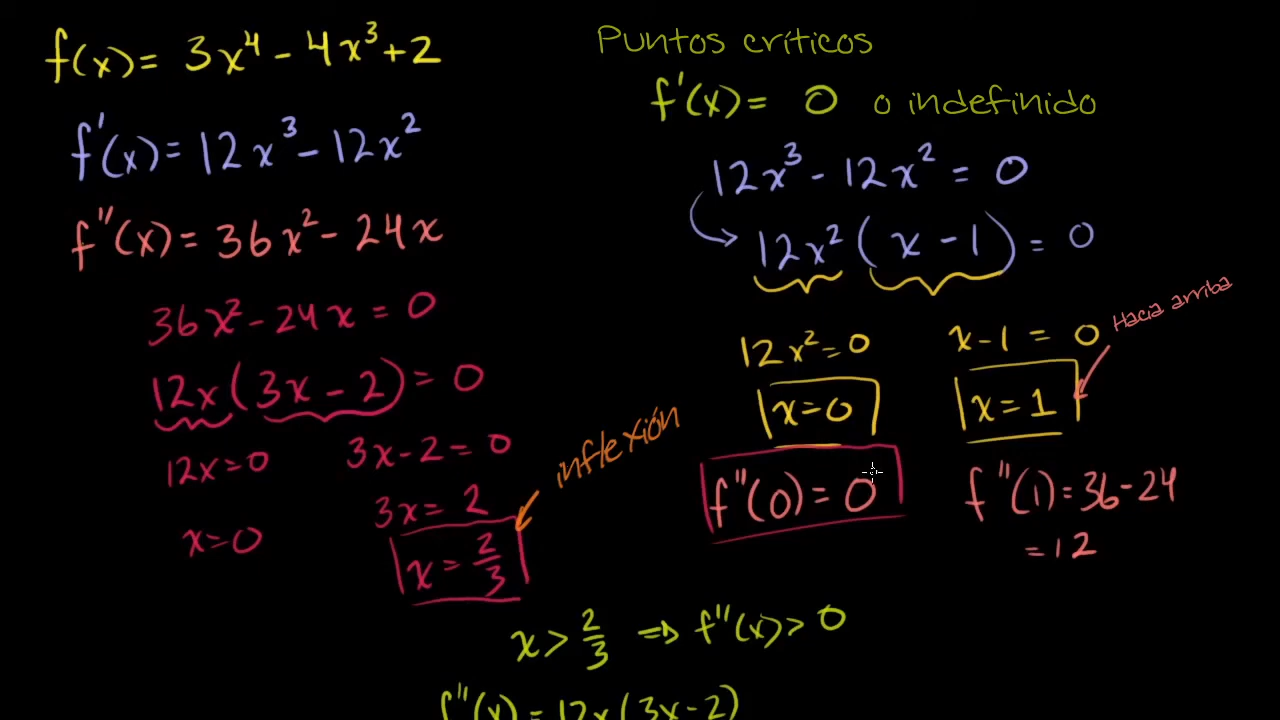 f(x) = 3x⁴ - 4x³ + 2
f'(x) = 12x³ - 12x²
f''(x) = 36x² - 24x
36x² - 24x = 0
12x(3x - 2) = 0
12x = 0
x = 0
3x - 2 = 0
3x = 2
x = 2/3
inflexión
Puntos críticos
f'(x) = 0 o indefinido
12x³ - 12x² = 0
12x² (x - 1) = 0
12x² = 0
x = 0
f''(0) = 0
x - 1 = 0
x = 1
Hacia arriba
f''(1) = 36 - 24
= 12
x > 2/3 ⇒ f''(x) > 0
f''(x) = 12x(3x - 2)